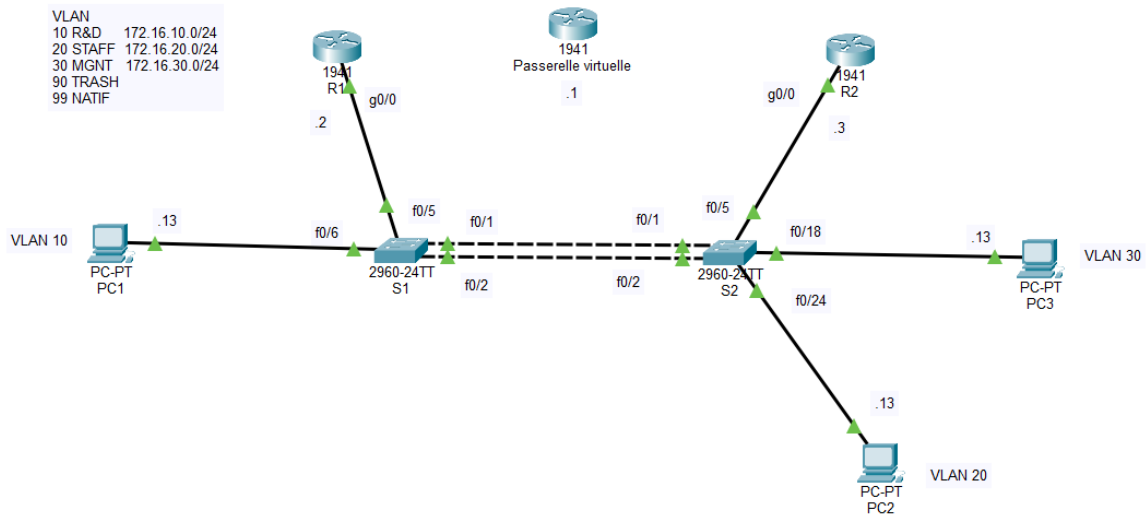 VLAN
10 R&D 172.16.10.0/24
20 STAFF 172.16.20.0/24
30 MGNT 172.16.30.0/24
90 TRASH
99 NATIF
1941
R1
g0/0
.2
1941
Passerelle virtuelle
.1
1941
R2
g0/0
.3
VLAN 10
.13
PC-PT
PC1
f0/6
f0/5
f0/1
2960-24TT
S1
f0/2
f0/1
f0/5
f0/2
2960-24TT
S2
f0/18
.13
PC-PT
PC3
VLAN 30
f0/24
.13
PC-PT
PC2
VLAN 20